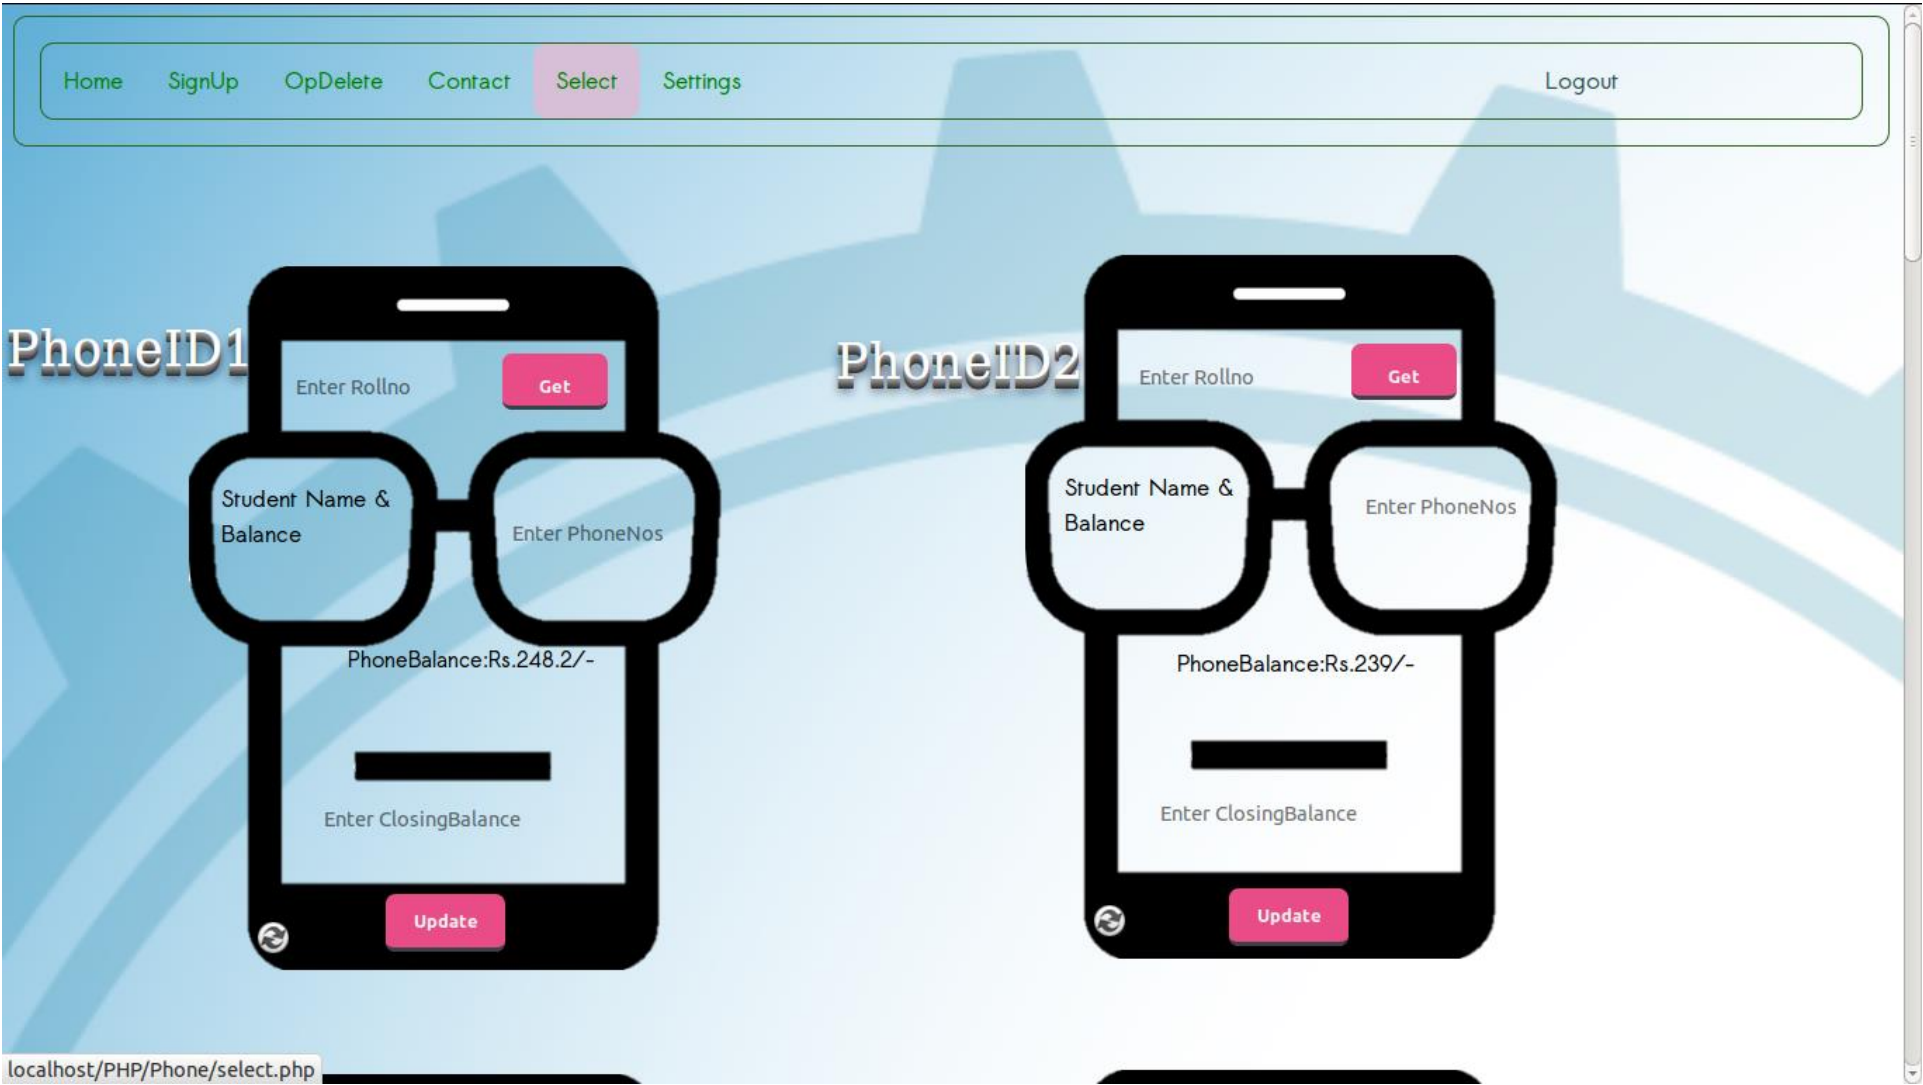 Home SignUp OpDelete Contact Select Settings Logout
PhoneID1
Enter Rollno Get
Student Name &
Balance
Enter PhoneNos
PhoneBalance:Rs.248.2/-
Enter ClosingBalance
Update
PhoneID2
Enter Rollno Get
Student Name &
Balance
Enter PhoneNos
PhoneBalance:Rs.239/-
Enter ClosingBalance
Update
localhost/PHP/Phone/select.php